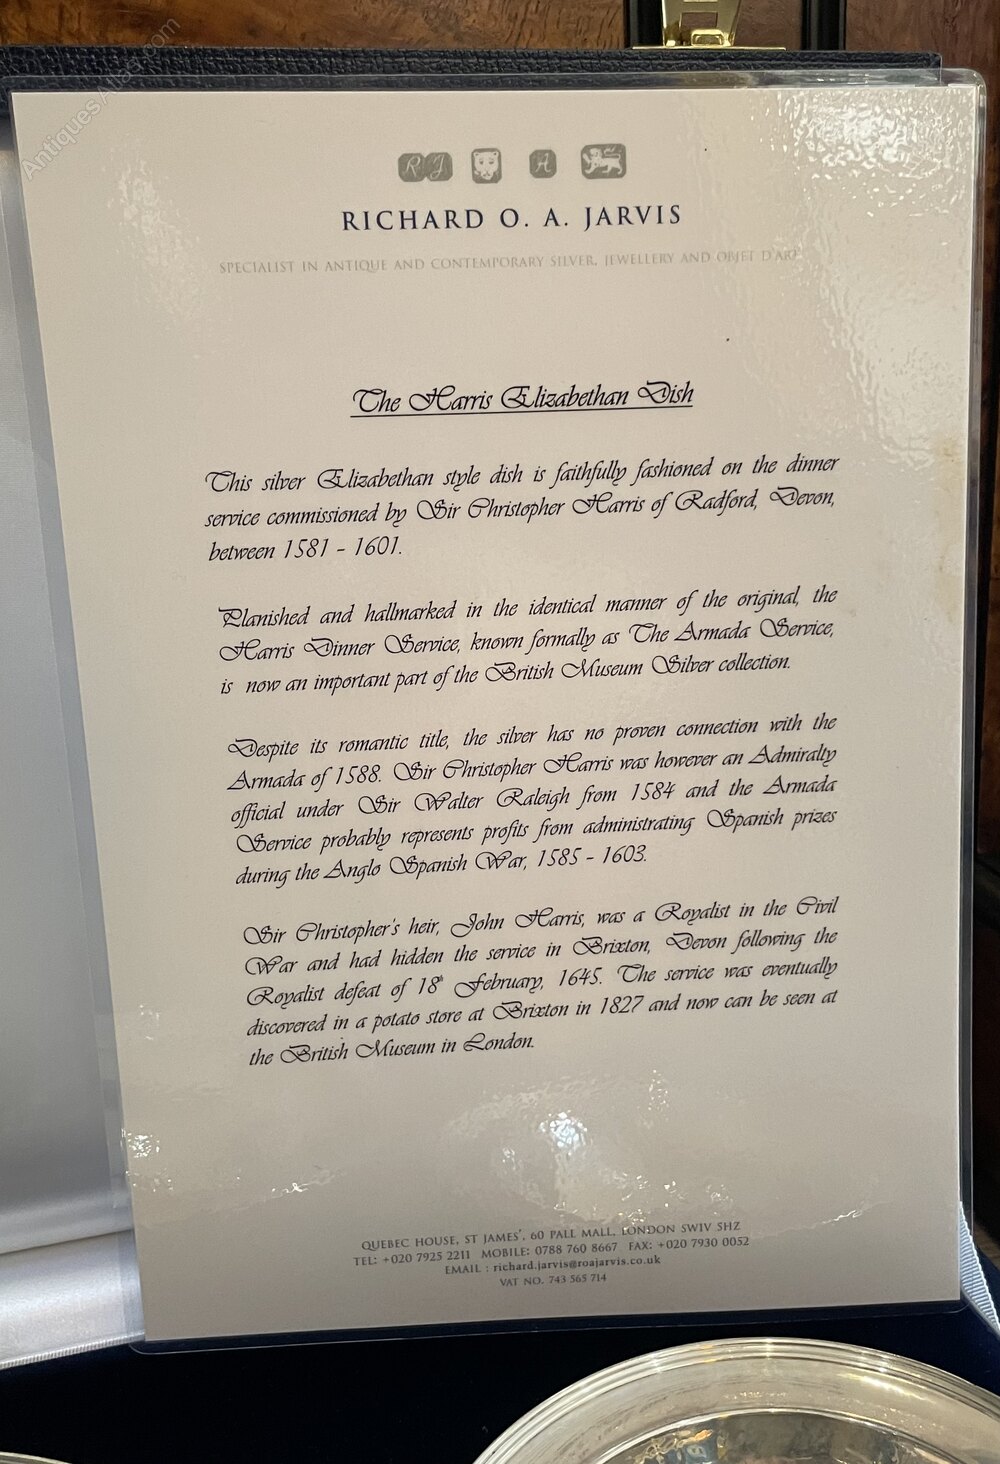 AntiquesAtlas.com
RJ A
RICHARD O. A. JARVIS
SPECIALIST IN ANTIQUE AND CONTEMPORARY SILVER, JEWELLERY AND OBJET D'ART
The Harris Elizabethan Dish
This silver Elizabethan style dish is faithfully fashioned on the dinner
service commissioned by Sir Christopher Harris of Radford, Devon,
between 1581 - 1601.
Planished and hallmarked in the identical manner of the original, the
Harris Dinner Service, known formally as The Armada Service,
is now an important part of the British Museum Silver collection.
Despite its romantic title, the silver has no proven connection with the
Armada of 1588. Sir Christopher Harris was however an Admiralty
official under Sir Walter Raleigh from 1584 and the Armada
Service probably represents profits from administrating Spanish prizes
during the Anglo Spanish War, 1585 - 1603.
Sir Christopher's heir, John Harris, was a Royalist in the Civil
War and had hidden the service in Brixton, Devon following the
Royalist defeat of 18th February, 1645. The service was eventually
discovered in a potato store at Brixton in 1827 and now can be seen at
the British Museum in London.
QUEBEC HOUSE, ST JAMES', 60 PALL MALL, LONDON SW1V 5HZ
TEL: +020 7925 2211 MOBILE: 0788 760 8667 FAX: +020 7930 0052
EMAIL : richard.jarvis@roajarvis.co.uk
VAT NO. 743 565 714